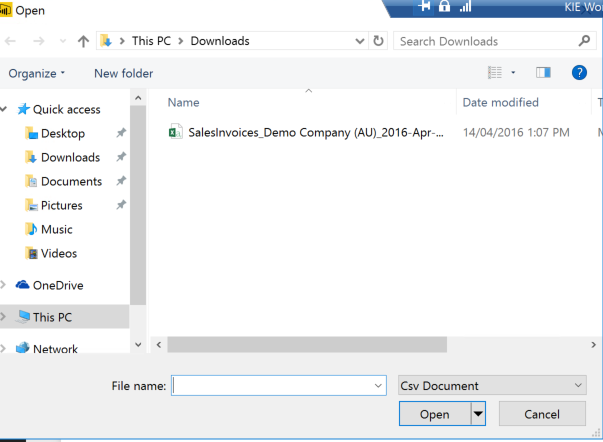 Open
KIE Wo
This PC > Downloads
Search Downloads
Organize
New folder
?
Name
Date modified
Quick access
Desktop
Downloads
Documents
Pictures
Music
Videos
OneDrive
This PC
Network
SalesInvoices_Demo Company (AU)_2016-Apr-...
14/04/2016 1:07 PM
File name:
Csv Document
Open
Cancel